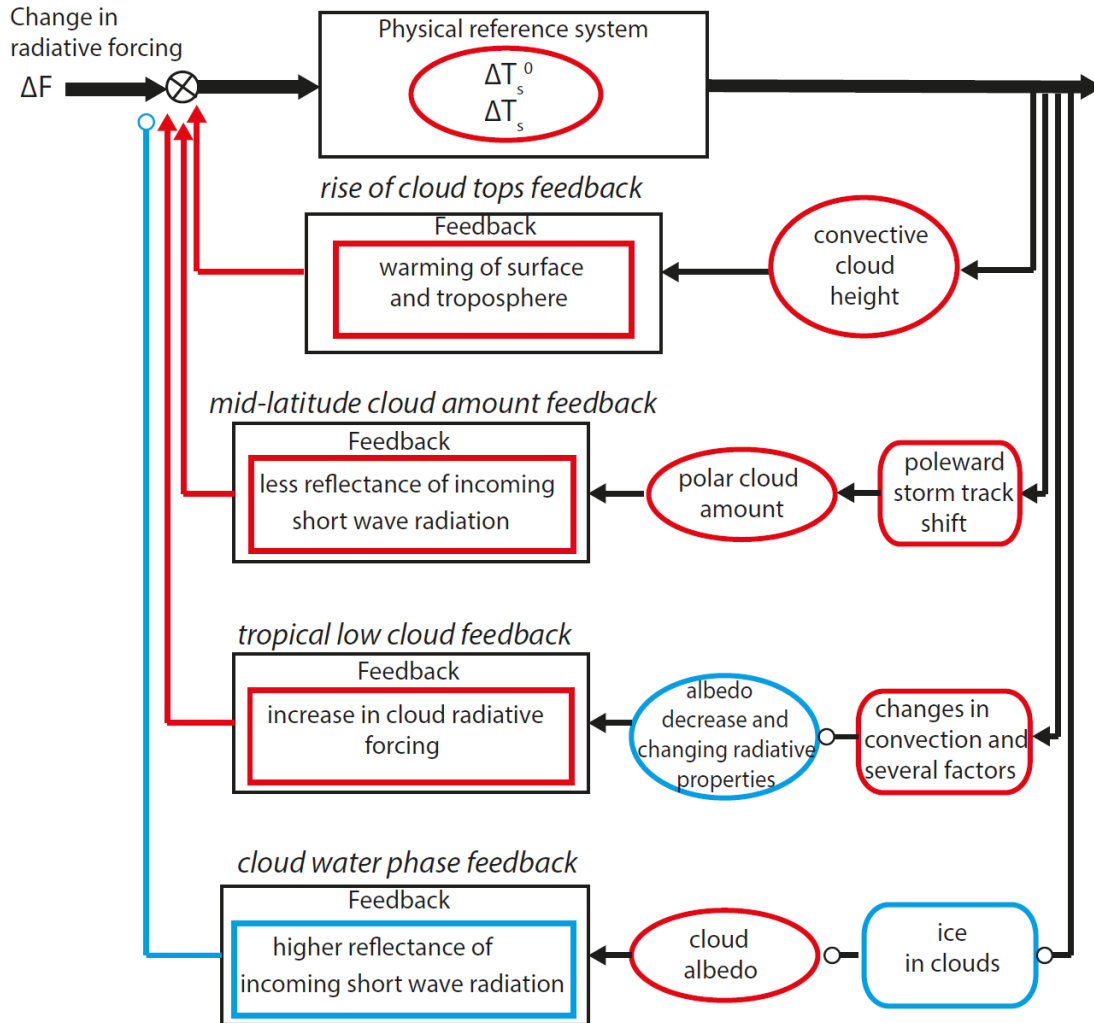 Change in
radiative forcing
ΔF
Physical reference system
ΔTs⁰
ΔTs
rise of cloud tops feedback
Feedback
warming of surface
and troposphere
convective
cloud
height
mid-latitude cloud amount feedback
Feedback
less reflectance of incoming
short wave radiation
polar cloud
amount
poleward
storm track
shift
tropical low cloud feedback
Feedback
increase in cloud radiative
forcing
albedo
decrease and
changing radiative
properties
changes in
convection and
several factors
cloud water phase feedback
Feedback
higher reflectance of
incoming short wave radiation
cloud
albedo
ice
in clouds